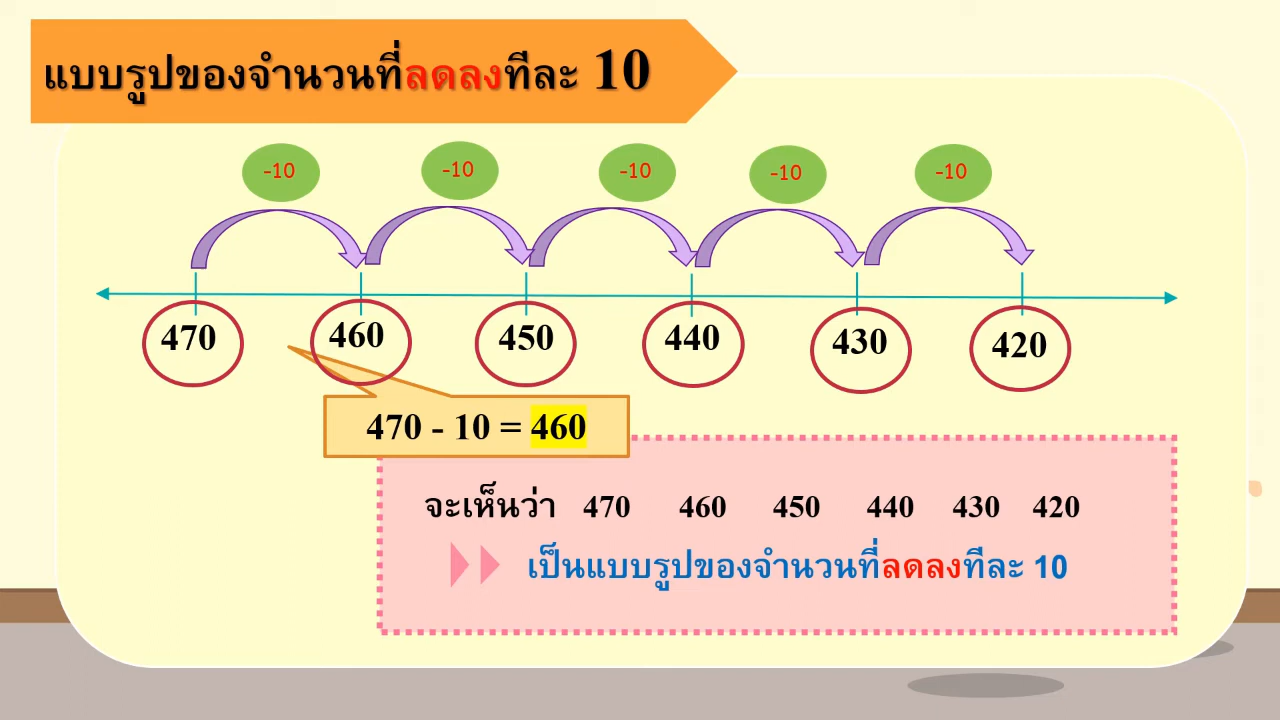 แบบรูปของจำนวนที่ลดลงทีละ 10
-10 -10 -10 -10 -10
470 460 450 440 430 420
470 - 10 = 460
จะเห็นว่า 470 460 450 440 430 420
เป็นแบบรูปของจำนวนที่ลดลงทีละ 10